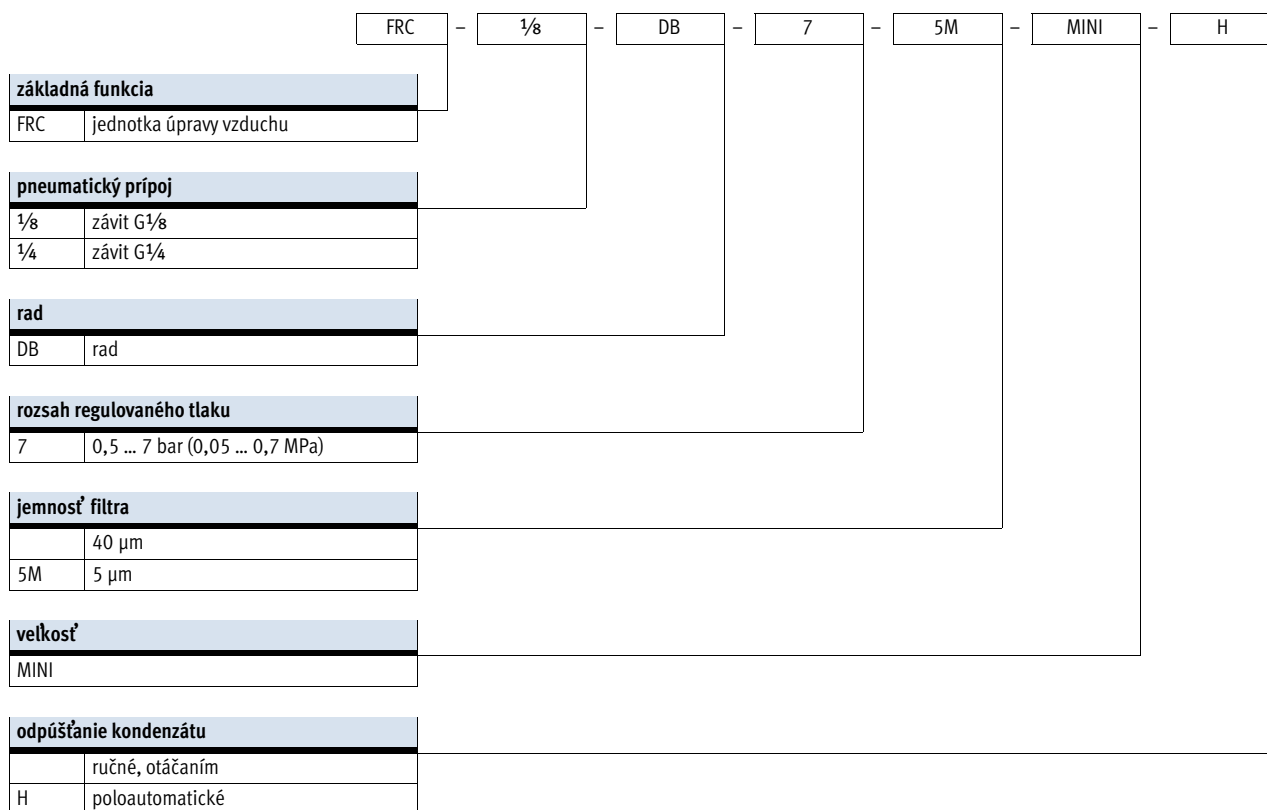 FRC – 1⁄8 – DB – 7 – 5M – MINI – H
základná funkcia
FRC jednotka úpravy vzduchu
pneumatický prípoj
1⁄8 závit G1⁄8
1⁄4 závit G1⁄4
rad
DB rad
rozsah regulovaného tlaku
7 0,5 ... 7 bar (0,05 ... 0,7 MPa)
jemnosť filtra
40 µm
5M 5 µm
veľkosť
MINI
odpúšťanie kondenzátu
ručné, otáčaním
H poloautomatické